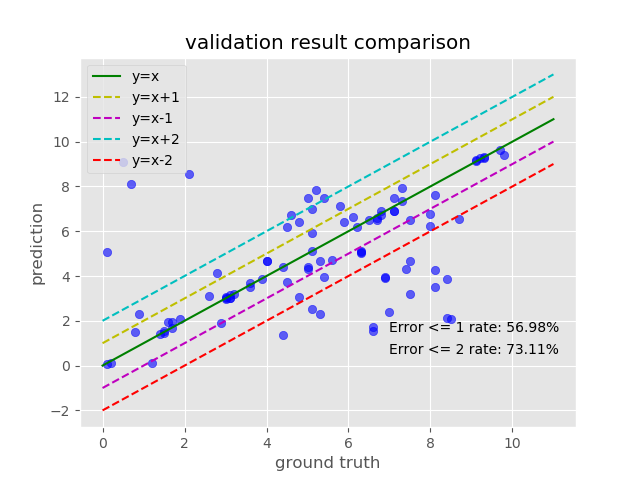 validation result comparison
y=x
y=x+1
y=x-1
y=x+2
y=x-2
12
10
8
6
4
2
0
−2
prediction
Error <= 1 rate: 56.98%
Error <= 2 rate: 73.11%
0 2 4 6 8 10
ground truth